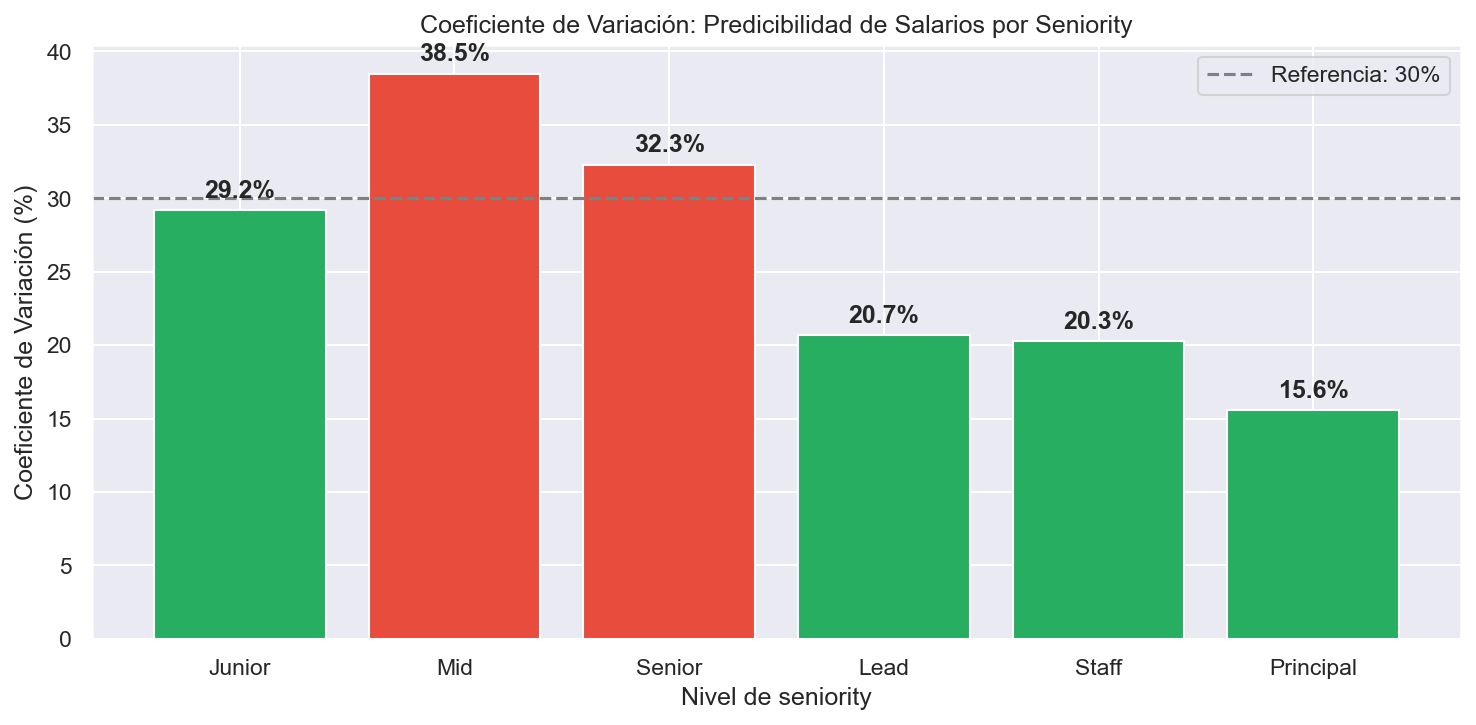 Coeficiente de Variación: Predicibilidad de Salarios por Seniority
Referencia: 30%
Coeficiente de Variación (%)
40
35
30
25
20
15
10
5
0
29.2%
38.5%
32.3%
20.7%
20.3%
15.6%
Junior
Mid
Senior
Lead
Staff
Principal
Nivel de seniority